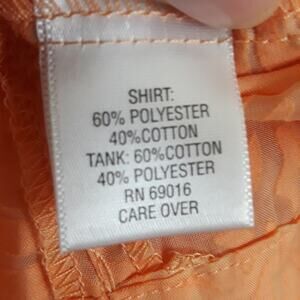 SHIRT:
60% POLYESTER
40%COTTON
TANK: 60%COTTON
40% POLYESTER
RN 69016
CARE OVER